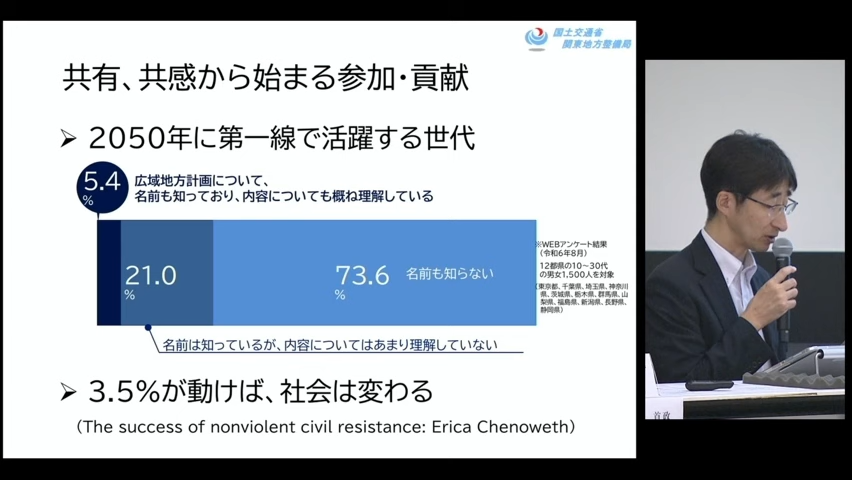 国土交通省
関東地方整備局
共有、共感から始まる参加・貢献
➢ 2050年に第一線で活躍する世代
5.4
%
広域地方計画について、
名前も知っており、内容についても概ね理解している
21.0
%
73.6
%
名前も知らない
※WEBアンケート結果
（令和6年8月）
12都県の10～30代
の男女1,500人を対象
（東京都、千葉県、埼玉県、神奈川
県、茨城県、栃木県、群馬県、山
梨県、福島県、新潟県、長野県、
静岡県）
名前は知っているが、内容についてはあまり理解していない
➢ 3.5%が動けば、社会は変わる
（The success of nonviolent civil resistance: Erica Chenoweth）
首政